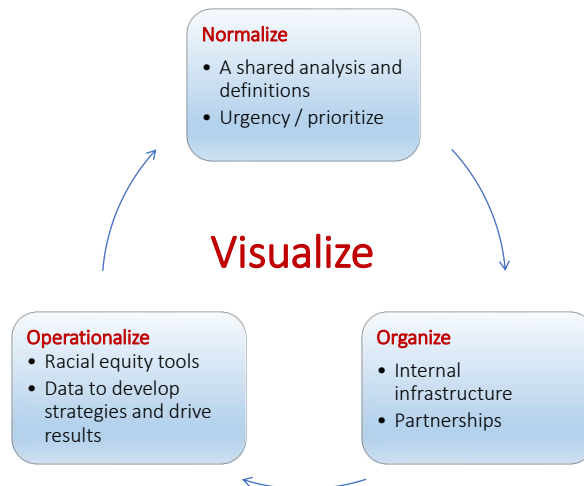 Normalize
• A shared analysis and
definitions
• Urgency / prioritize
Visualize
Operationalize
• Racial equity tools
• Data to develop
strategies and drive
results
Organize
• Internal
infrastructure
• Partnerships